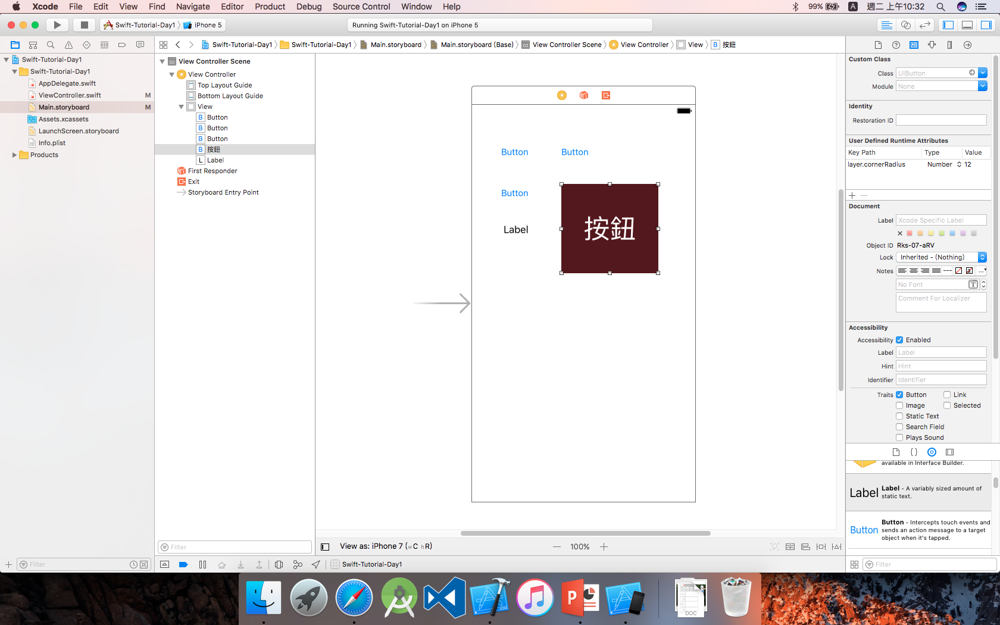 Xcode File Edit View Find Navigate Editor Product Debug Source Control Window Help 99% A 週二 上午10:32
Swift-Tutorial-Day1 iPhone 5 Running Swift-Tutorial-Day1 on iPhone 5
Swift-Tutorial-Day1 Swift-Tutorial-Day1 Main.storyboard Main.storyboard (Base) View Controller Scene View Controller View B 按鈕
Swift-Tutorial-Day1
Swift-Tutorial-Day1
AppDelegate.swift
ViewController.swift M
Main.storyboard M
Assets.xcassets
LaunchScreen.storyboard
Info.plist
Products
Filter
View Controller Scene
View Controller
Top Layout Guide
Bottom Layout Guide
View
B Button
B Button
B Button
B 按鈕
L Label
First Responder
Exit
Storyboard Entry Point
Filter
Button Button
Button
Label
按鈕
View as: iPhone 7 (wC hR) 100%
Swift-Tutorial-Day1
Custom Class
Class UIButton
Module None
Identity
Restoration ID
User Defined Runtime Attributes
Key Path Type Value
layer.cornerRadius Number 12
Document
Label Xcode Specific Label
Object ID Rks-07-aRV
Lock Inherited - (Nothing)
Notes
No Font T
Comment For Localizer
Accessibility
Accessibility Enabled
Label Label
Hint Hint
Identifier Identifier
Traits Button Link
Image Selected
Static Text
Search Field
Plays Sound
available in Interface Builder.
Label Label - A variably sized amount of
static text.
Button Button - Intercepts touch events and
sends an action message to a target
object when it's tapped.
Filter
P
DOC